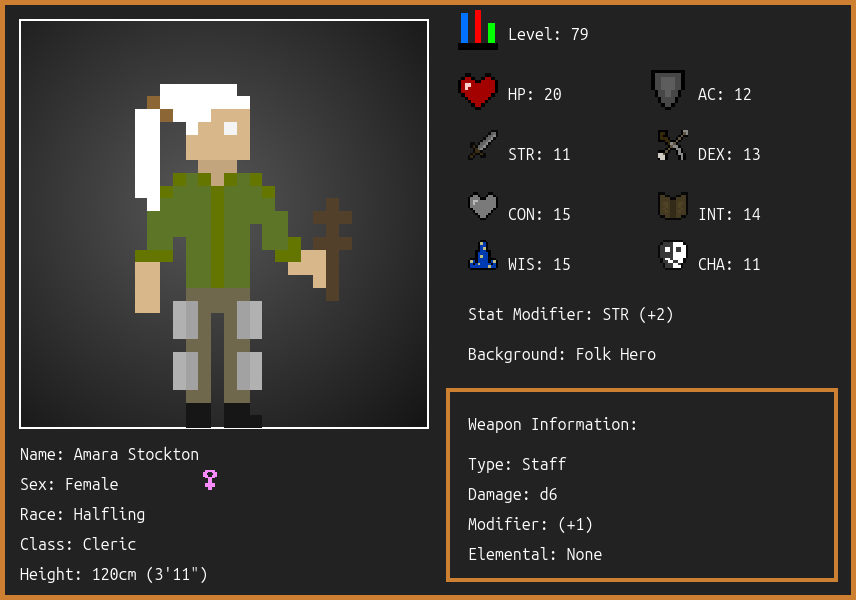 Level: 79
HP: 20
AC: 12
STR: 11
DEX: 13
CON: 15
INT: 14
WIS: 15
CHA: 11
Stat Modifier: STR (+2)
Background: Folk Hero
Weapon Information:
Type: Staff
Damage: d6
Modifier: (+1)
Elemental: None
Name: Amara Stockton
Sex: Female
Race: Halfling
Class: Cleric
Height: 120cm (3'11")